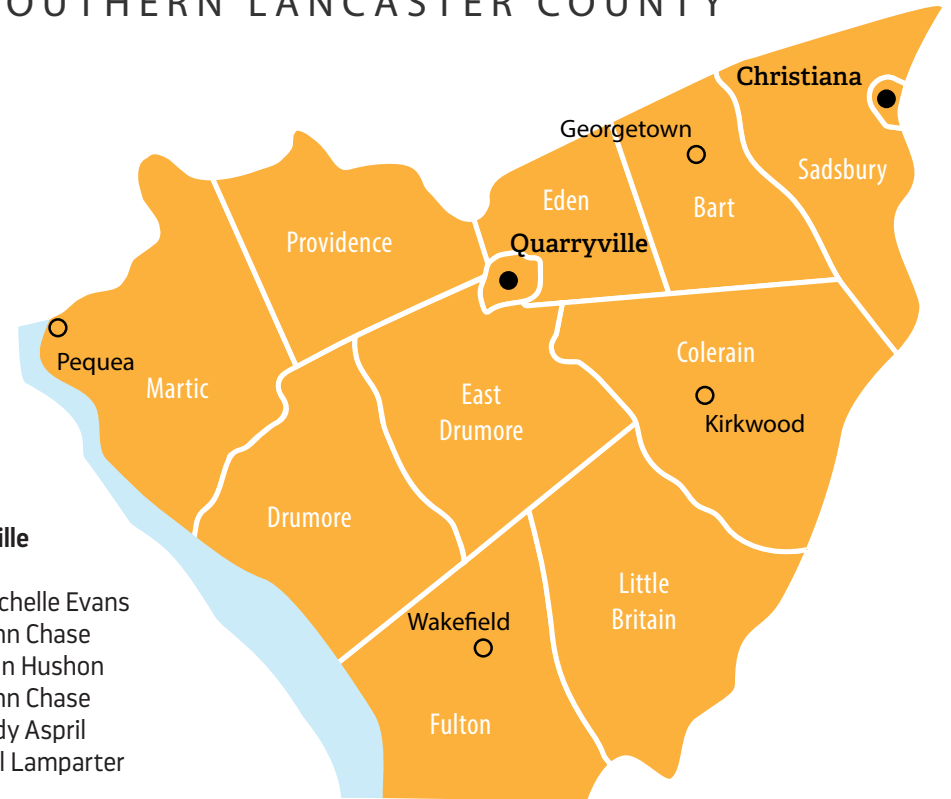 OUTHERN LANCASTER COUNTY
Christiana
Georgetown
Sadsbury
Eden
Bart
Providence
Quarryville
Pequea
Martic
Colerain
East
Drumore
Kirkwood
Drumore
Little
Britain
Wakefield
Fulton
ille
chelle Evans
nn Chase
n Hushon
nn Chase
dy Aspril
l Lamparter